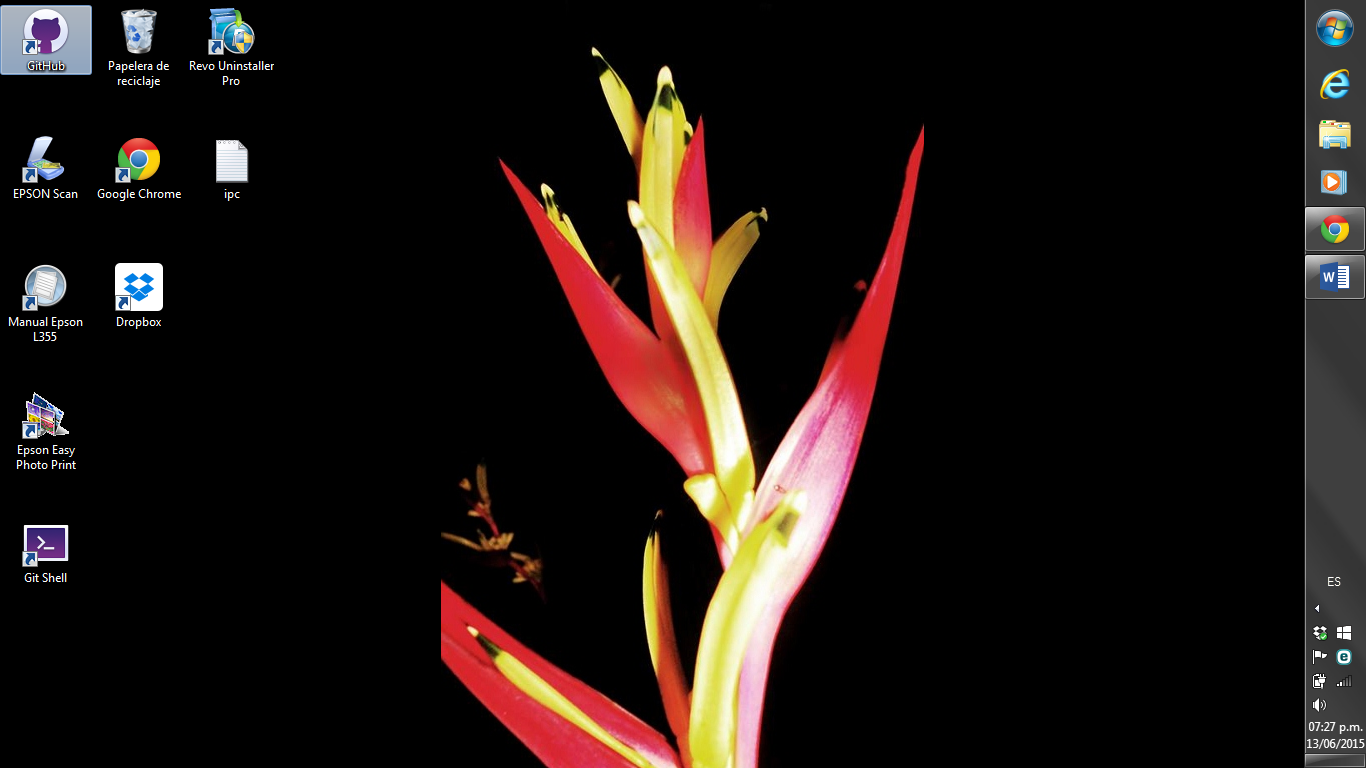 GitHub
Papelera de
reciclaje
Revo Uninstaller
Pro
EPSON Scan
Google Chrome
ipc
Manual Epson
L355
Dropbox
Epson Easy
Photo Print
Git Shell
W
ES
07:27 p.m.
13/06/2015